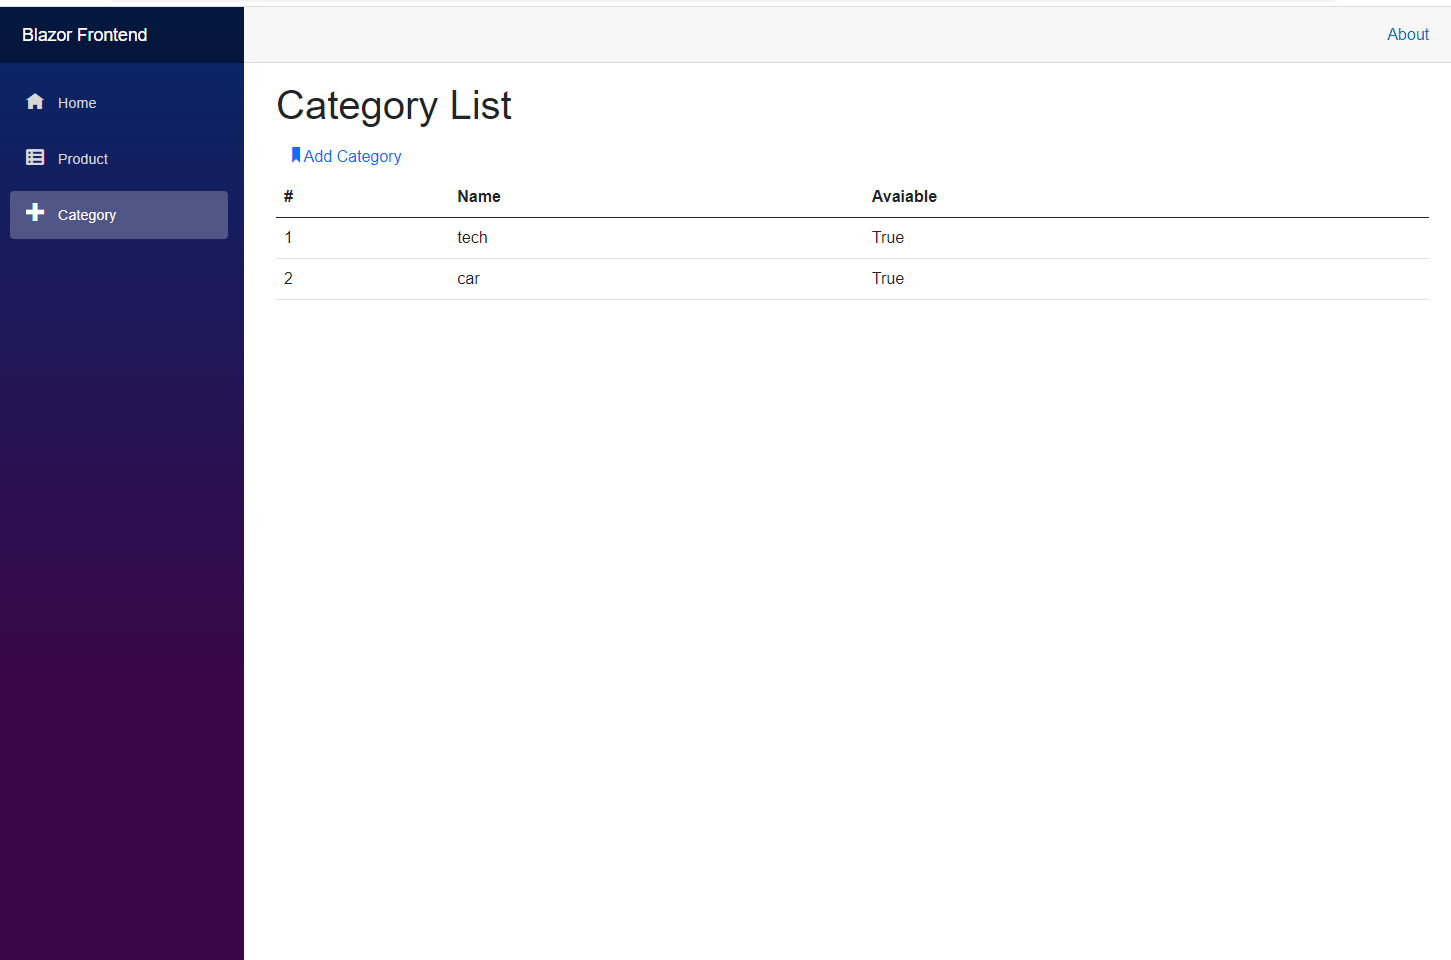 Blazor Frontend
About
Home
Product
Category
Category List
Add Category
# Name Avaiable
1 tech True
2 car True